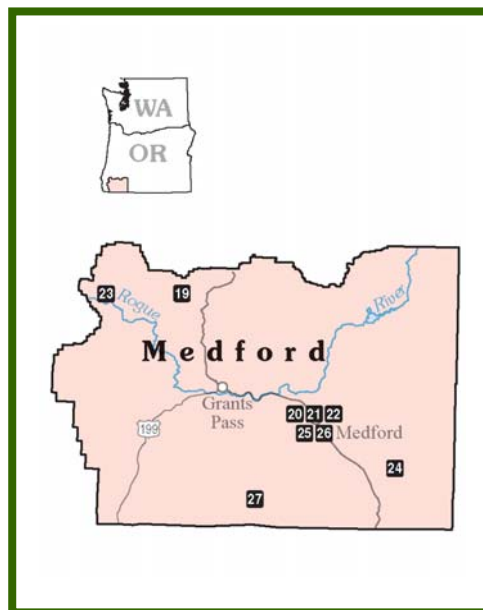 WA
OR
23
19
Rogue
River
Medford
Grants
Pass
20 21 22
199
25 26 Medford
24
27